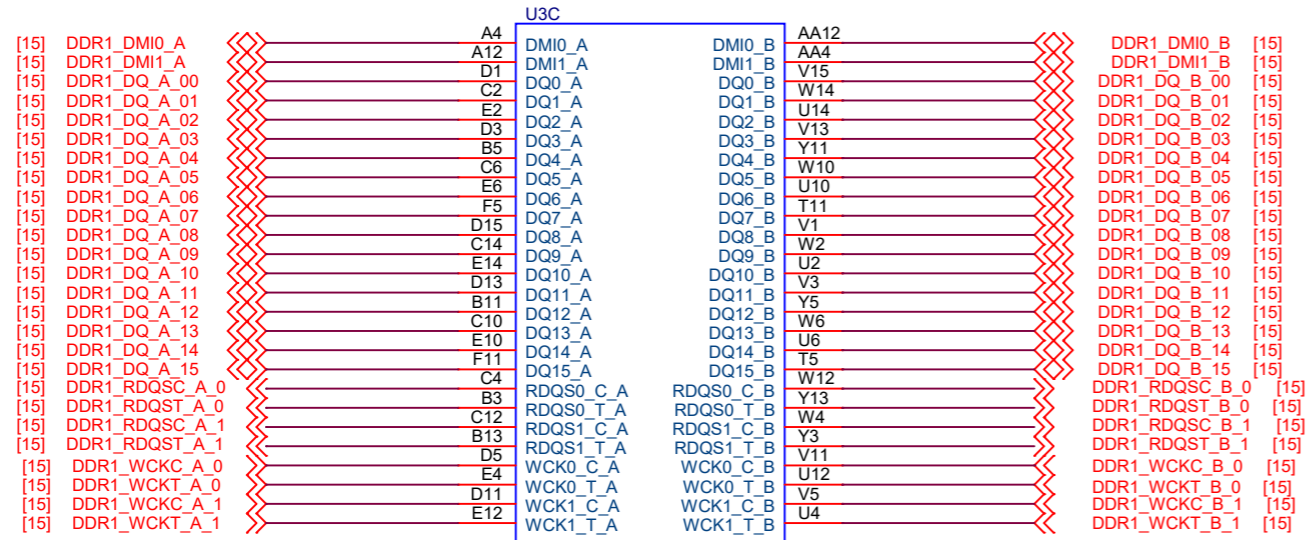 U3C
[15] DDR1_DMI0_A A4 DMI0_A DMI0_B AA12 DDR1_DMI0_B [15]
[15] DDR1_DMI1_A A12 DMI1_A DMI1_B AA4 DDR1_DMI1_B [15]
[15] DDR1_DQ_A_00 D1 DQ0_A DQ0_B V15 DDR1_DQ_B_00 [15]
[15] DDR1_DQ_A_01 C2 DQ1_A DQ1_B W14 DDR1_DQ_B_01 [15]
[15] DDR1_DQ_A_02 E2 DQ2_A DQ2_B U14 DDR1_DQ_B_02 [15]
[15] DDR1_DQ_A_03 D3 DQ3_A DQ3_B V13 DDR1_DQ_B_03 [15]
[15] DDR1_DQ_A_04 B5 DQ4_A DQ4_B Y11 DDR1_DQ_B_04 [15]
[15] DDR1_DQ_A_05 C6 DQ5_A DQ5_B W10 DDR1_DQ_B_05 [15]
[15] DDR1_DQ_A_06 E6 DQ6_A DQ6_B U10 DDR1_DQ_B_06 [15]
[15] DDR1_DQ_A_07 F5 DQ7_A DQ7_B T11 DDR1_DQ_B_07 [15]
[15] DDR1_DQ_A_08 D15 DQ8_A DQ8_B V1 DDR1_DQ_B_08 [15]
[15] DDR1_DQ_A_09 C14 DQ9_A DQ9_B W2 DDR1_DQ_B_09 [15]
[15] DDR1_DQ_A_10 E14 DQ10_A DQ10_B U2 DDR1_DQ_B_10 [15]
[15] DDR1_DQ_A_11 D13 DQ11_A DQ11_B V3 DDR1_DQ_B_11 [15]
[15] DDR1_DQ_A_12 B11 DQ12_A DQ12_B Y5 DDR1_DQ_B_12 [15]
[15] DDR1_DQ_A_13 C10 DQ13_A DQ13_B W6 DDR1_DQ_B_13 [15]
[15] DDR1_DQ_A_14 E10 DQ14_A DQ14_B U6 DDR1_DQ_B_14 [15]
[15] DDR1_DQ_A_15 F11 DQ15_A DQ15_B T5 DDR1_DQ_B_15 [15]
[15] DDR1_RDQSC_A_0 C4 RDQS0_C_A RDQS0_C_B W12 DDR1_RDQSC_B_0 [15]
[15] DDR1_RDQST_A_0 B3 RDQS0_T_A RDQS0_T_B Y13 DDR1_RDQST_B_0 [15]
[15] DDR1_RDQSC_A_1 C12 RDQS1_C_A RDQS1_C_B W4 DDR1_RDQSC_B_1 [15]
[15] DDR1_RDQST_A_1 B13 RDQS1_T_A RDQS1_T_B Y3 DDR1_RDQST_B_1 [15]
[15] DDR1_WCKC_A_0 D5 WCK0_C_A WCK0_C_B V11 DDR1_WCKC_B_0 [15]
[15] DDR1_WCKT_A_0 E4 WCK0_T_A WCK0_T_B U12 DDR1_WCKT_B_0 [15]
[15] DDR1_WCKC_A_1 D11 WCK1_C_A WCK1_C_B V5 DDR1_WCKC_B_1 [15]
[15] DDR1_WCKT_A_1 E12 WCK1_T_A WCK1_T_B U4 DDR1_WCKT_B_1 [15]